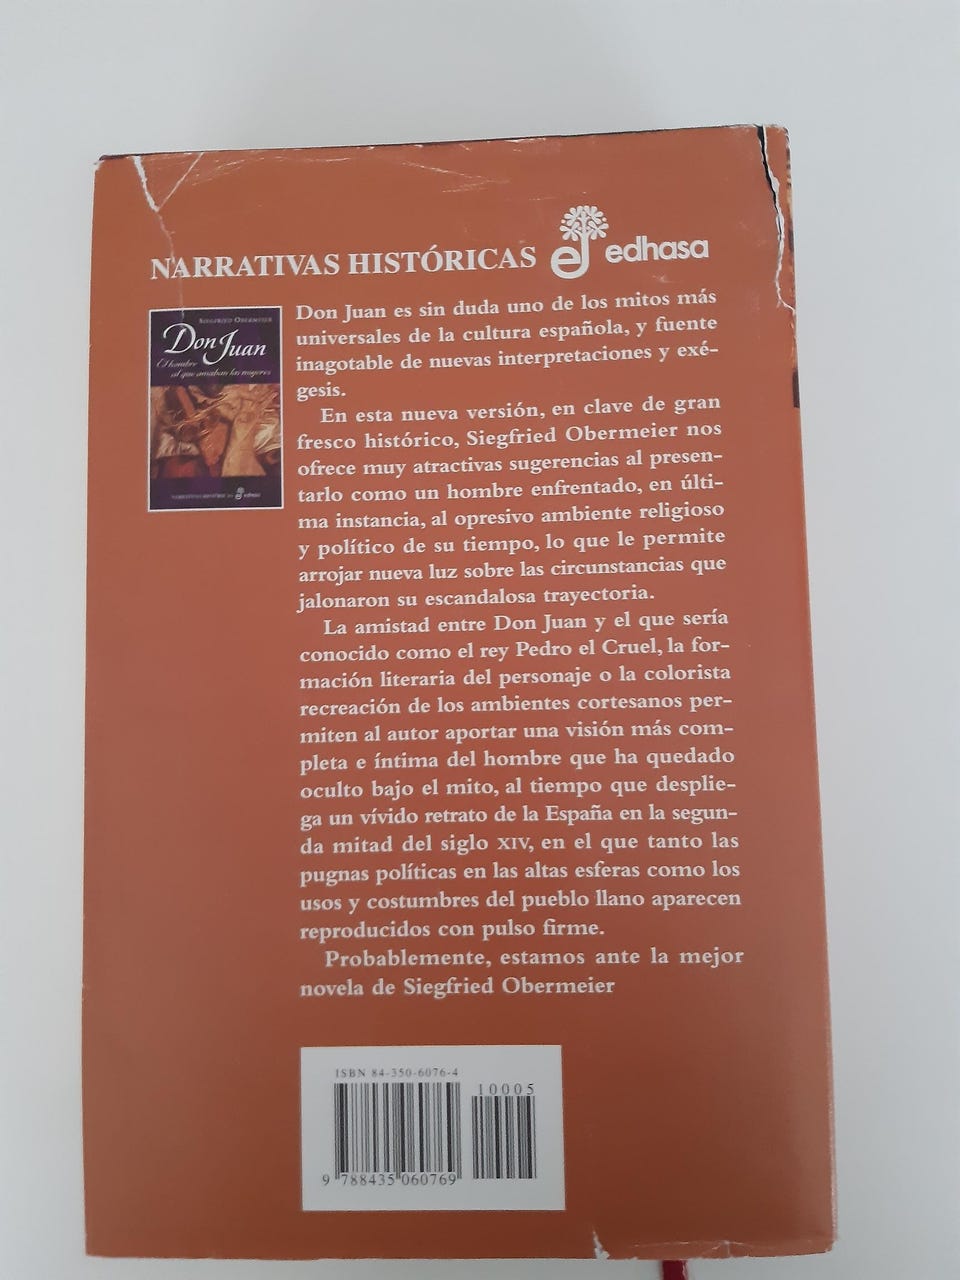 NARRATIVAS HISTÓRICAS edhasa
SIEGFRIED OBERMEIER
Don Juan
El hombre
al que amaban las mujeres
NARRATIVAS HISTÓRICAS edhasa
Don Juan es sin duda uno de los mitos más
universales de la cultura española, y fuente
inagotable de nuevas interpretaciones y exé-
gesis.
En esta nueva versión, en clave de gran
fresco histórico, Siegfried Obermeier nos
ofrece muy atractivas sugerencias al presen-
tarlo como un hombre enfrentado, en últi-
ma instancia, al opresivo ambiente religioso
y político de su tiempo, lo que le permite
arrojar nueva luz sobre las circunstancias que
jalonaron su escandalosa trayectoria.
La amistad entre Don Juan y el que sería
conocido como el rey Pedro el Cruel, la for-
mación literaria del personaje o la colorista
recreación de los ambientes cortesanos per-
miten al autor aportar una visión más com-
pleta e íntima del hombre que ha quedado
oculto bajo el mito, al tiempo que desplie-
ga un vívido retrato de la España en la segun-
da mitad del siglo XIV, en el que tanto las
pugnas políticas en las altas esferas como los
usos y costumbres del pueblo llano aparecen
reproducidos con pulso firme.
Probablemente, estamos ante la mejor
novela de Siegfried Obermeier
ISBN 84-350-6076-4
10005
9 788435 060769